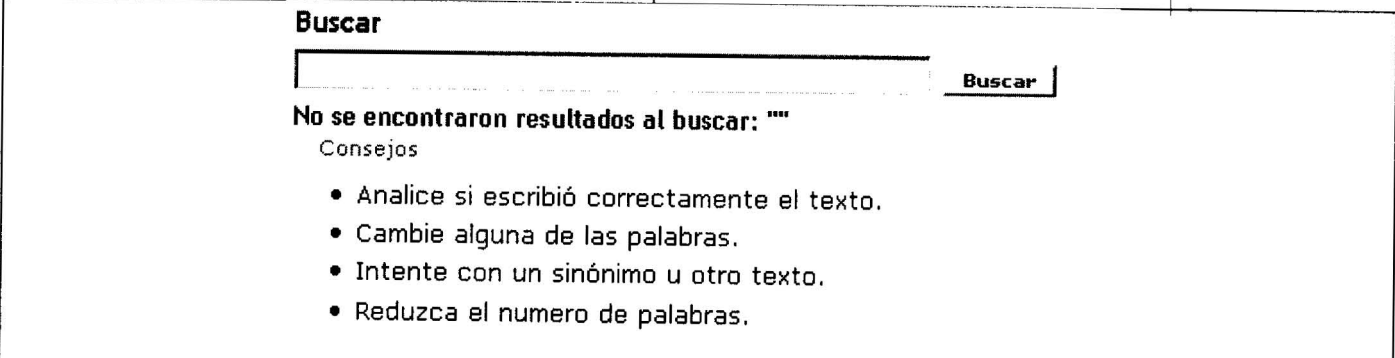 Buscar
Buscar
No se encontraron resultados al buscar: ""
Consejos
• Analice si escribió correctamente el texto.
• Cambie alguna de las palabras.
• Intente con un sinónimo u otro texto.
• Reduzca el numero de palabras.